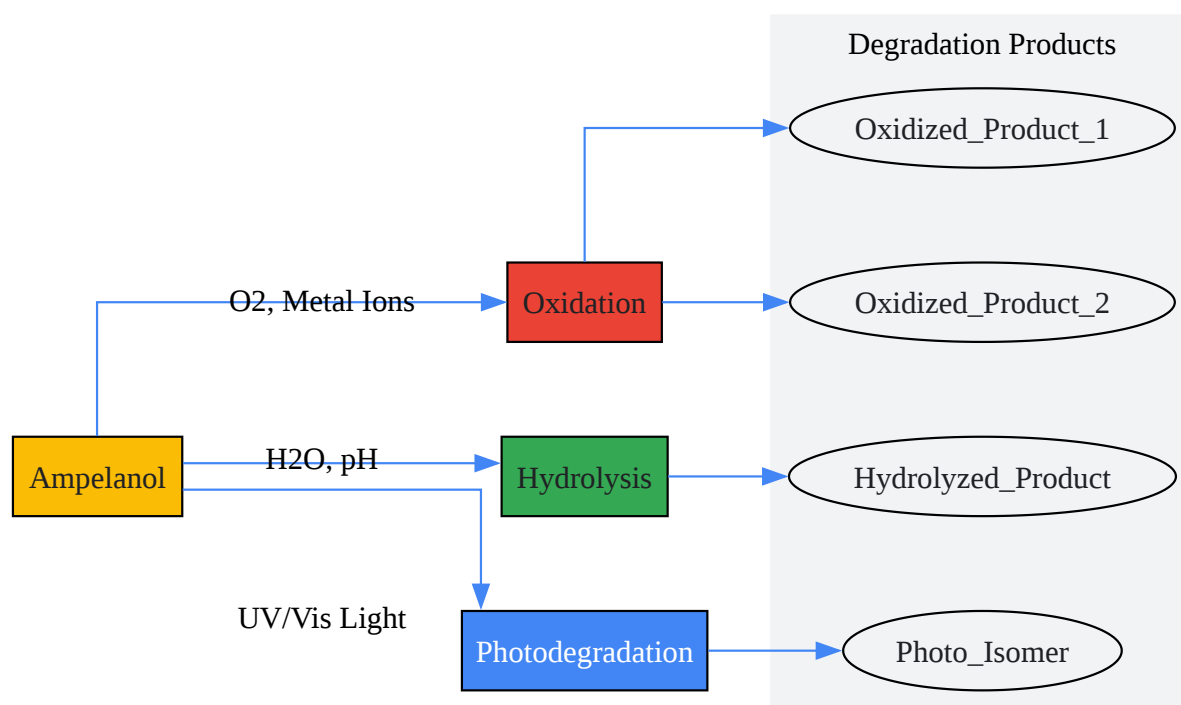 Degradation Products
Oxidized_Product_1
O2, Metal Ions
Oxidation
Oxidized_Product_2
Ampelanol
H2O, pH
Hydrolysis
Hydrolyzed_Product
UV/Vis Light
Photodegradation
Photo_Isomer